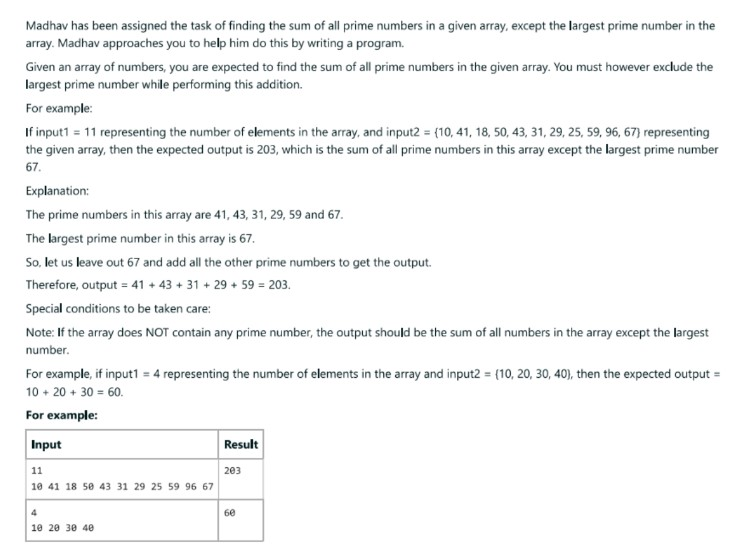 Madhav has been assigned the task of finding the sum of all prime numbers in a given array, except the largest prime number in the
array. Madhav approaches you to help him do this by writing a program.
Given an array of numbers, you are expected to find the sum of all prime numbers in the given array. You must however exclude the
largest prime number while performing this addition.
For example:
If input1 = 11 representing the number of elements in the array, and input2 = {10, 41, 18, 50, 43, 31, 29, 25, 59, 96, 67} representing
the given array, then the expected output is 203, which is the sum of all prime numbers in this array except the largest prime number
67.
Explanation:
The prime numbers in this array are 41, 43, 31, 29, 59 and 67.
The largest prime number in this array is 67.
So, let us leave out 67 and add all the other prime numbers to get the output.
Therefore, output = 41 + 43 + 31 + 29 + 59 = 203.
Special conditions to be taken care:
Note: If the array does NOT contain any prime number, the output should be the sum of all numbers in the array except the largest
number.
For example, if input1 = 4 representing the number of elements in the array and input2 = {10, 20, 30, 40}, then the expected output =
10 + 20 + 30 = 60.
For example:
Input Result
11 203
10 41 18 50 43 31 29 25 59 96 67
4 60
10 20 30 40